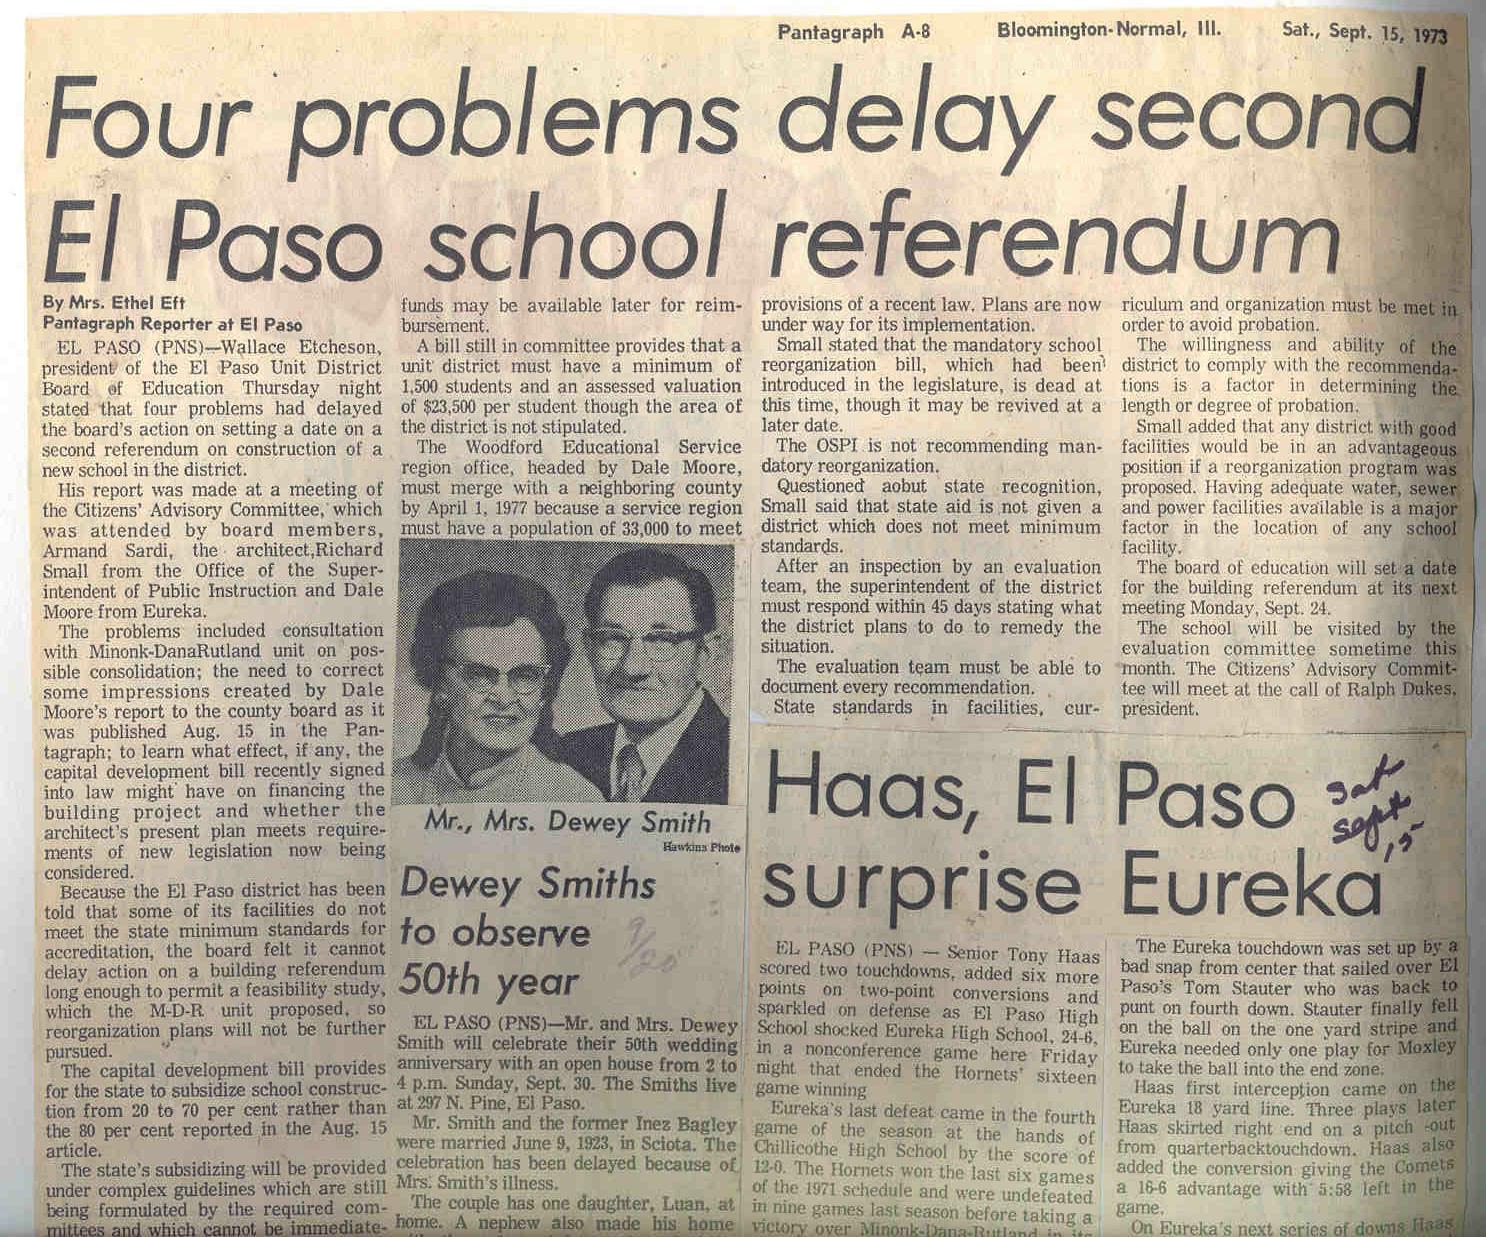 Pantagraph A-8 Bloomington-Normal, Ill. Sat., Sept. 15, 1973
Four problems delay second
El Paso school referendum
By Mrs. Ethel Eft
Pantagraph Reporter at El Paso
EL PASO (PNS)—Wallace Etcheson,
president of the El Paso Unit District
Board of Education Thursday night
stated that four problems had delayed
the board's action on setting a date on a
second referendum on construction of a
new school in the district.
His report was made at a meeting of
the Citizens' Advisory Committee, which
was attended by board members,
Armand Sardi, the architect,Richard
Small from the Office of the Super-
intendent of Public Instruction and Dale
Moore from Eureka.
The problems included consultation
with Minonk-DanaRutland unit on pos-
sible consolidation; the need to correct
some impressions created by Dale
Moore's report to the county board as it
was published Aug. 15 in the Pan-
tagraph; to learn what effect, if any, the
capital development bill recently signed
into law might have on financing the
building project and whether the
architect's present plan meets require-
ments of new legislation now being
considered.
Because the El Paso district has been
told that some of its facilities do not
meet the state minimum standards for
accreditation, the board felt it cannot
delay action on a building referendum
long enough to permit a feasibility study,
which the M-D-R unit proposed, so
reorganization plans will not be further
pursued.
The capital development bill provides
for the state to subsidize school construc-
tion from 20 to 70 per cent rather than
the 80 per cent reported in the Aug. 15
article.
The state's subsidizing will be provided
under complex guidelines which are still
being formulated by the required com-
mittees and which cannot be immediate-
funds may be available later for reim-
bursement.
A bill still in committee provides that a
unit district must have a minimum of
1,500 students and an assessed valuation
of $23,500 per student though the area of
the district is not stipulated.
The Woodford Educational Service
region office, headed by Dale Moore,
must merge with a neighboring county
by April 1, 1977 because a service region
must have a population of 33,000 to meet
provisions of a recent law. Plans are now
under way for its implementation.
Small stated that the mandatory school
reorganization bill, which had been
introduced in the legislature, is dead at
this time, though it may be revived at a
later date.
The OSPI is not recommending man-
datory reorganization.
Questioned aobut state recognition,
Small said that state aid is not given a
district which does not meet minimum
standards.
After an inspection by an evaluation
team, the superintendent of the district
must respond within 45 days stating what
the district plans to do to remedy the
situation.
The evaluation team must be able to
document every recommendation.
State standards in facilities, cur-
riculum and organization must be met in
order to avoid probation.
The willingness and ability of the
district to comply with the recommenda-
tions is a factor in determining the
length or degree of probation.
Small added that any district with good
facilities would be in an advantageous
position if a reorganization program was
proposed. Having adequate water, sewer
and power facilities available is a major
factor in the location of any school
facility.
The board of education will set a date
for the building referendum at its next
meeting Monday, Sept. 24.
The school will be visited by the
evaluation committee sometime this
month. The Citizens' Advisory Commit-
tee will meet at the call of Ralph Dukes,
president.
Mr., Mrs. Dewey Smith
Hawkins Photo
Dewey Smiths
to observe
50th year
9/20
EL PASO (PNS)—Mr. and Mrs. Dewey
Smith will celebrate their 50th wedding
anniversary with an open house from 2 to
4 p.m. Sunday, Sept. 30. The Smiths live
at 297 N. Pine, El Paso.
Mr. Smith and the former Inez Bagley
were married June 9, 1923, in Sciota. The
celebration has been delayed because of
Mrs. Smith's illness.
The couple has one daughter, Luan, at
home. A nephew also made his home
Haas, El Paso
surprise Eureka
Sat
Sept
15
EL PASO (PNS) — Senior Tony Haas
scored two touchdowns, added six more
points on two-point conversions and
sparkled on defense as El Paso High
School shocked Eureka High School, 24-6,
in a nonconference game here Friday
night that ended the Hornets' sixteen
game winning
Eureka's last defeat came in the fourth
game of the season at the hands of
Chillicothe High School by the score of
12-0. The Hornets won the last six games
of the 1971 schedule and were undefeated
in nine games last season before taking a
victory over Minonk-Dana-Rutland in its
The Eureka touchdown was set up by a
bad snap from center that sailed over El
Paso's Tom Stauter who was back to
punt on fourth down. Stauter finally fell
on the ball on the one yard stripe and
Eureka needed only one play for Moxley
to take the ball into the end zone.
Haas first interception came on the
Eureka 18 yard line. Three plays later
Haas skirted right end on a pitch -out
from quarterbacktouchdown. Haas also
added the conversion giving the Comets
a 16-6 advantage with 5:58 left in the
game.
On Eureka's next series of downs Haas